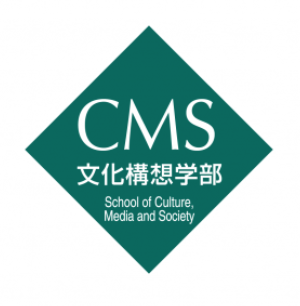 CMS
文化構想学部
School of Culture,
Media and Society